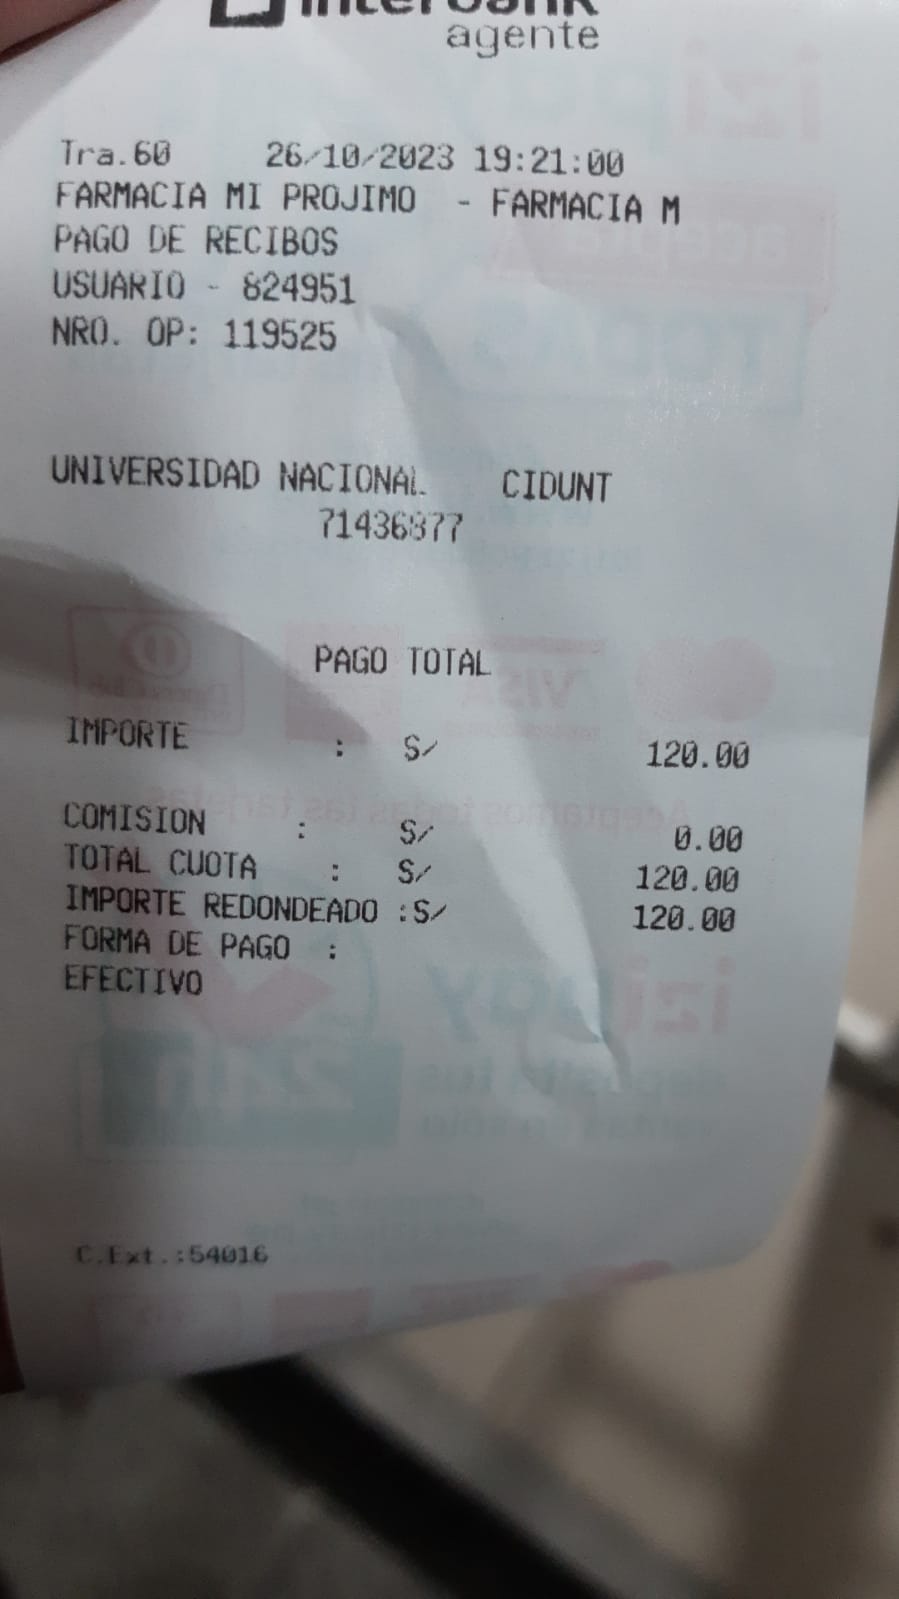 interbank
agente
Tra.60 26/10/2023 19:21:00
FARMACIA MI PROJIMO - FARMACIA M
PAGO DE RECIBOS
USUARIO - 824951
NRO. OP: 119525
UNIVERSIDAD NACIONAL CIDUNT
71436877
PAGO TOTAL
IMPORTE : S/ 120.00
COMISION : S/ 0.00
TOTAL CUOTA : S/ 120.00
IMPORTE REDONDEADO :S/ 120.00
FORMA DE PAGO :
EFECTIVO
C.Ext.:54016